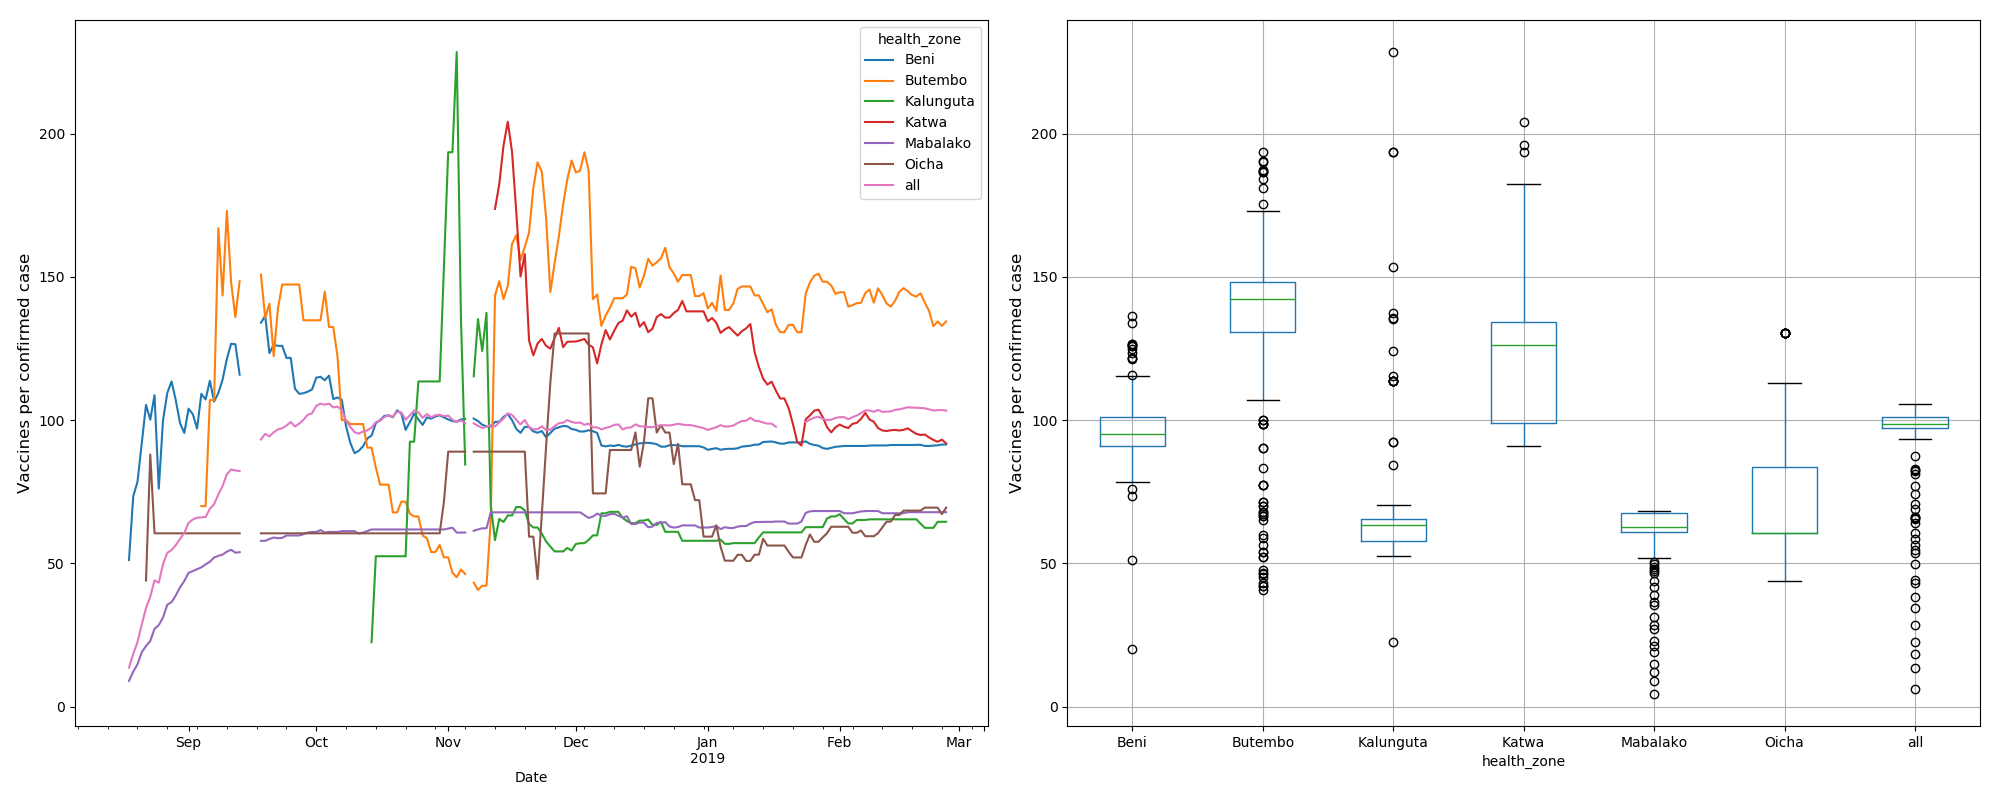 Vaccines per confirmed case
200
150
100
50
0
health_zone
Beni
Butembo
Kalunguta
Katwa
Mabalako
Oicha
all
Sep Oct Nov Dec Jan Feb Mar
2019
Date
Vaccines per confirmed case
200
150
100
50
0
Beni Butembo Kalunguta Katwa Mabalako Oicha all
health_zone